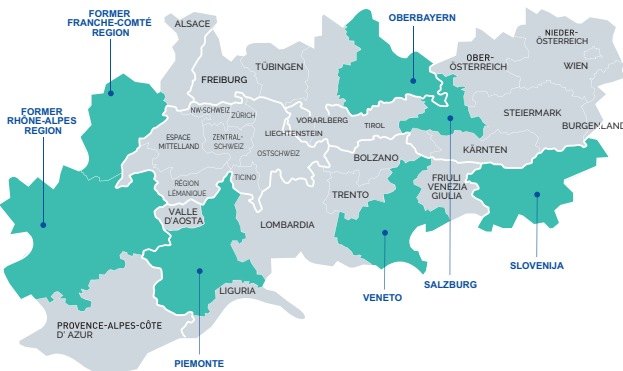 FORMER
FRANCHE-COMTÉ
REGION
ALSACE
OBERBAYERN
NIEDER-
ÖSTERREICH
FREIBURG
TÜBINGEN
OBER-
ÖSTERREICH
WIEN
FORMER
RHÔNE-ALPES
REGION
NW-SCHWEIZ
ZÜRICH
VORARLBERG
TIROL
STEIERMARK
BURGENLAND
ESPACE
MITTELLAND
ZENTRAL-
SCHWEIZ
LIECHTENSTEIN
OSTSCHWEIZ
BOLZANO
KÄRNTEN
RÉGION
LÉMANIQUE
TICINO
TRENTO
FRIULI
VENEZIA
GIULIA
VALLE
D'AOSTA
LOMBARDIA
SLOVENIJA
SALZBURG
VENETO
LIGURIA
PROVENCE-ALPES-CÔTE
D' AZUR
PIEMONTE